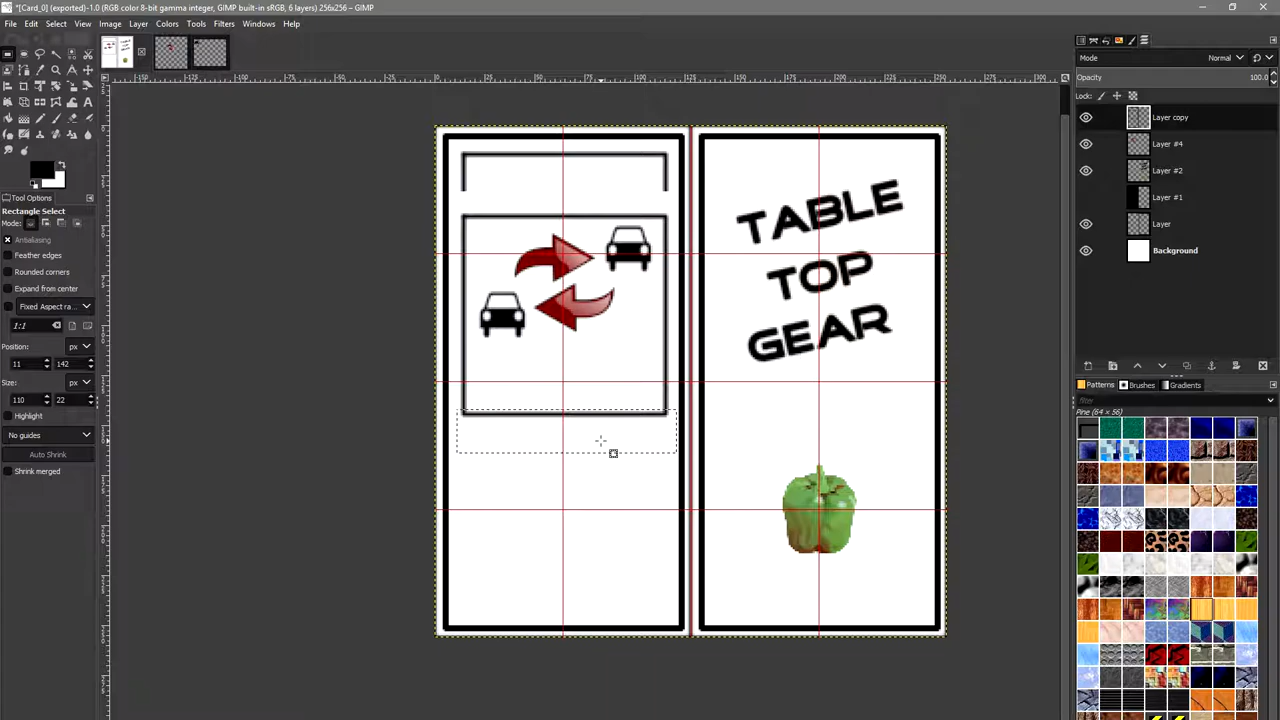 *[Card_0] (exported)-1.0 (RGB color 8-bit gamma integer, GIMP built-in sRGB, 6 layers) 256x256 – GIMP
File Edit Select View Image Layer Colors Tools Filters Windows Help
Mode Normal
Opacity 100.0
Lock:
Layer copy
Layer #4
Layer #2
Layer #1
Layer
Background
Tool Options
Rectangle Select
Mode:
Antialiasing
Feather edges
Rounded corners
Expand from center
Fixed Aspect ra...
1:1
Position: px
11 142
Size: px
110 22
Highlight
No guides
Auto Shrink
Shrink merged
TABLE
TOP
GEAR
Patterns Brushes Gradients
filter
Pine (64 × 56)